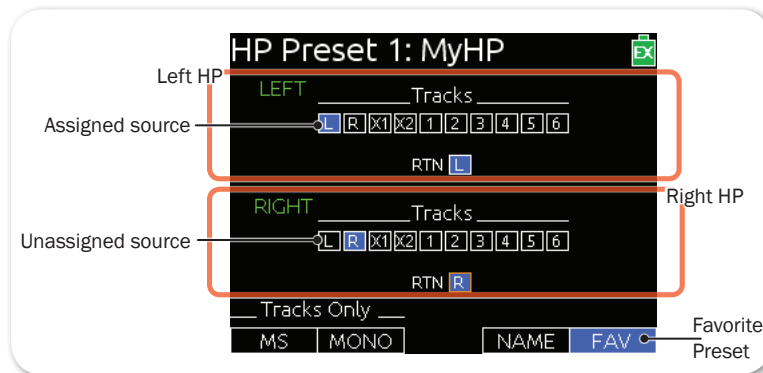 HP Preset 1: MyHP EX
Left HP
LEFT Tracks
Assigned source L R X1 X2 1 2 3 4 5 6
RTN L
Right HP
RIGHT Tracks
Unassigned source L R X1 X2 1 2 3 4 5 6
RTN R
Tracks Only
MS MONO NAME FAV
Favorite
Preset